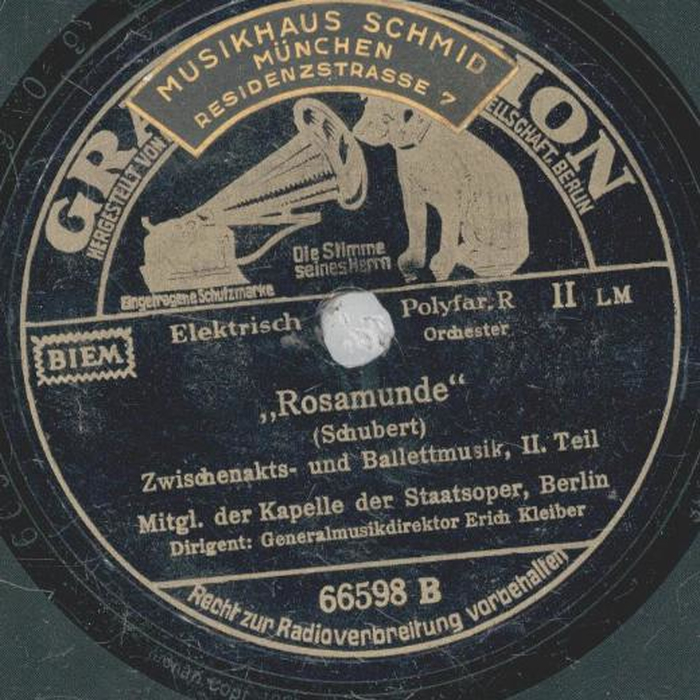 MUSIKHAUS SCHMID
MÜNCHEN
RESIDENZSTRASSE 7
HERGESTELLT VON
ELLSCHAFT, BERLIN
Die Stimme
seines Herrn
Eingetragene Schutzmarke
BIEM
Elektrisch
Polyfar. R
Orchester
II LM
„Rosamunde“
(Schubert)
Zwischenakts- und Ballettmusik, II. Teil
Mitgl. der Kapelle der Staatsoper, Berlin
Dirigent: Generalmusikdirektor Erich Kleiber
66598 B
Recht zur Radioverbreitung vorbehalten